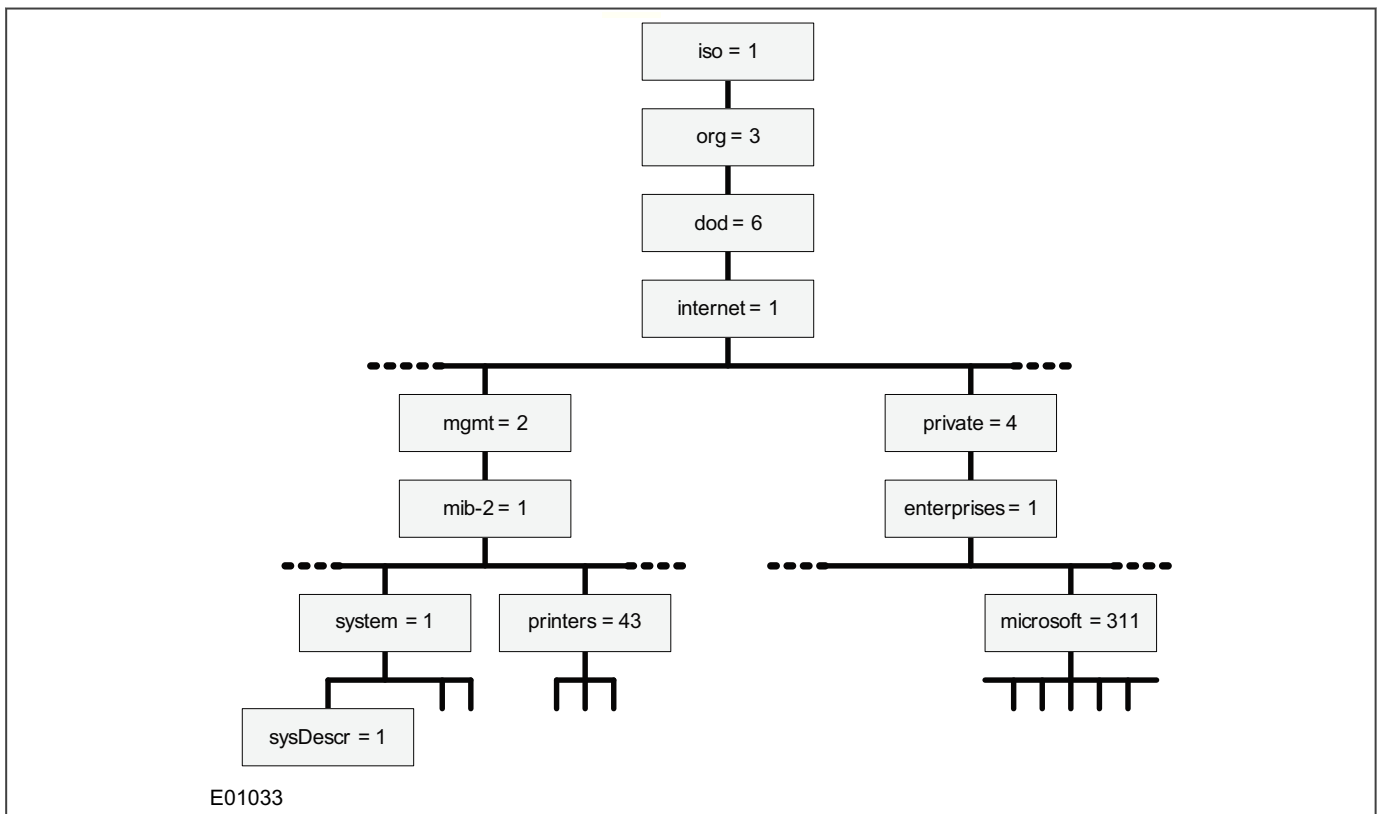 iso = 1
org = 3
dod = 6
internet = 1
mgmt = 2
private = 4
mib-2 = 1
enterprises = 1
system = 1
printers = 43
microsoft = 311
sysDescr = 1
E01033